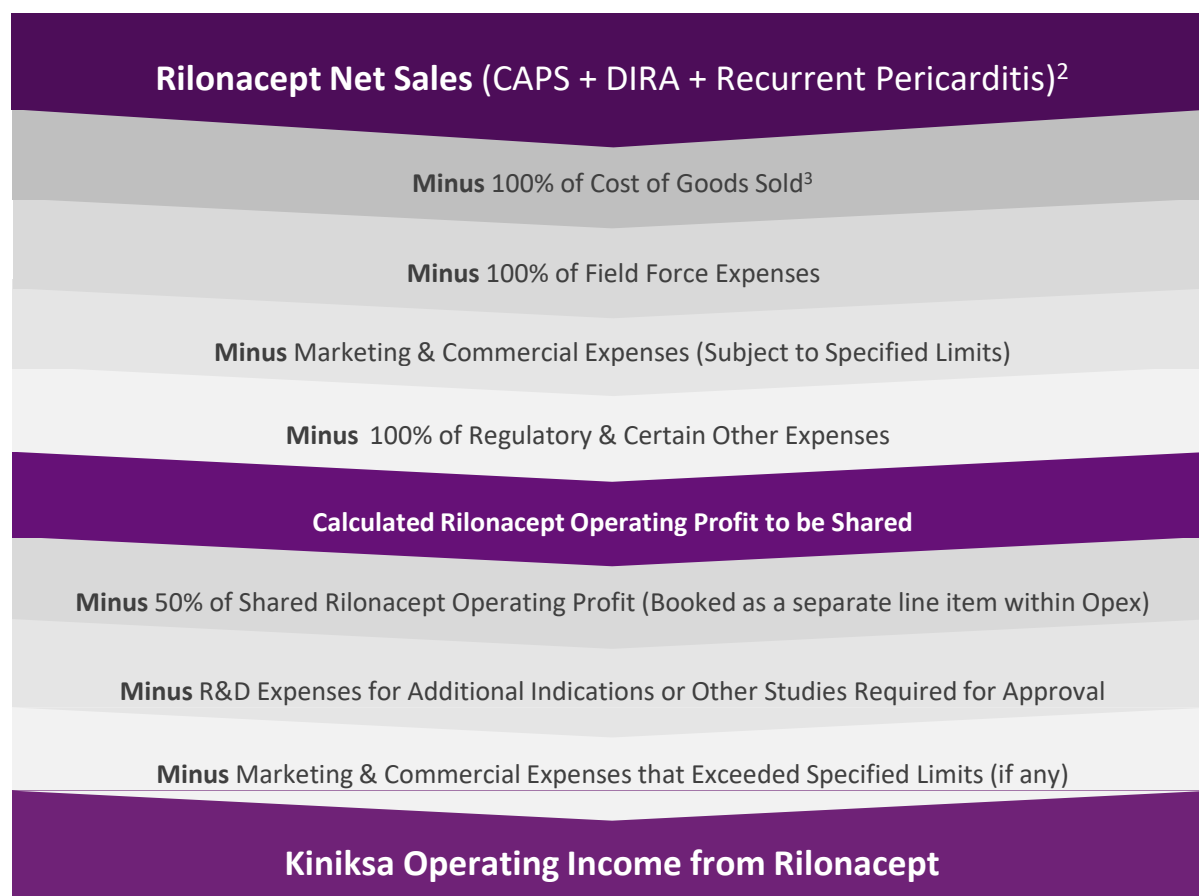 Rilonacept Net Sales (CAPS + DIRA + Recurrent Pericarditis)2
Minus 100% of Cost of Goods Sold3
Minus 100% of Field Force Expenses
Minus Marketing & Commercial Expenses (Subject to Specified Limits)
Minus 100% of Regulatory & Certain Other Expenses
Calculated Rilonacept Operating Profit to be Shared
Minus 50% of Shared Rilonacept Operating Profit (Booked as a separate line item within Opex)
Minus R&D Expenses for Additional Indications or Other Studies Required for Approval
Minus Marketing & Commercial Expenses that Exceeded Specified Limits (if any)
Kiniksa Operating Income from Rilonacept